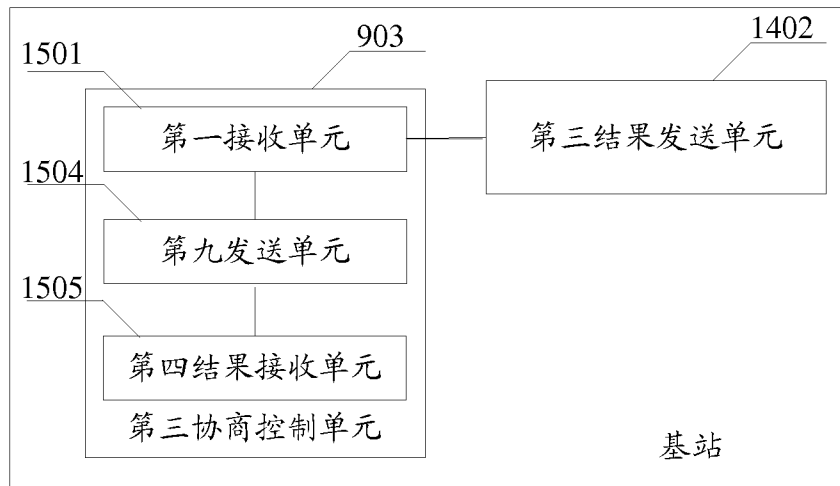 903
1402
1501
第一接收单元
第三结果发送单元
1504
第九发送单元
1505
第四结果接收单元
第三协商控制单元
基站